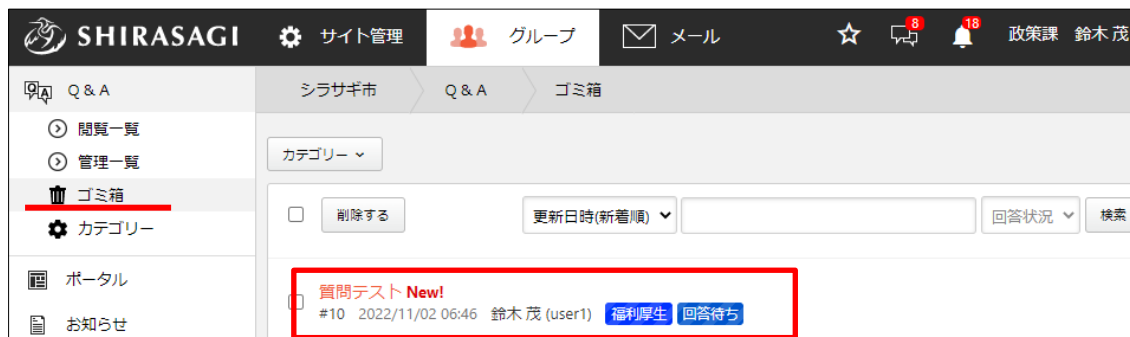 SHIRASAGI サイト管理 グループ メール 8 18 政策課 鈴木 茂
Q & A シラサギ市 Q & A ゴミ箱
閲覧一覧
管理一覧
ゴミ箱
カテゴリー
ポータル
お知らせ
カテゴリー
削除する 更新日時(新着順) 回答状況 検索
質問テスト New!
#10 2022/11/02 06:46 鈴木 茂 (user1) 福利厚生 回答待ち